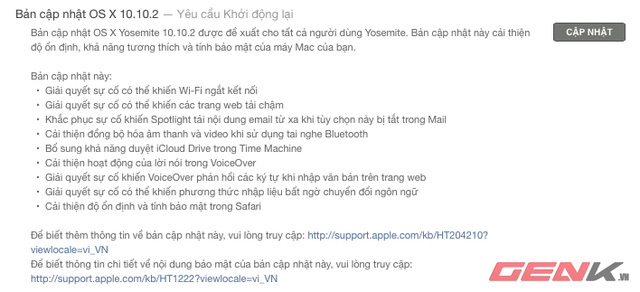 Bản cập nhật OS X 10.10.2 — Yêu cầu Khởi động lại
Bản cập nhật OS X Yosemite 10.10.2 được đề xuất cho tất cả người dùng Yosemite. Bản cập nhật này cải thiện
độ ổn định, khả năng tương thích và tính bảo mật của máy Mac của bạn.
CẬP NHẬT
Bản cập nhật này:
• Giải quyết sự cố có thể khiến Wi-Fi ngắt kết nối
• Giải quyết sự cố có thể khiến các trang web tải chậm
• Khắc phục sự cố khiến Spotlight tải nội dung email từ xa khi tùy chọn này bị tắt trong Mail
• Cải thiện đồng bộ hóa âm thanh và video khi sử dụng tai nghe Bluetooth
• Bổ sung khả năng duyệt iCloud Drive trong Time Machine
• Cải thiện hoạt động của lời nói trong VoiceOver
• Giải quyết sự cố khiến VoiceOver phản hồi các ký tự khi nhập văn bản trên trang web
• Giải quyết sự cố có thể khiến phương thức nhập liệu bất ngờ chuyển đổi ngôn ngữ
• Cải thiện độ ổn định và tính bảo mật trong Safari
Để biết thêm thông tin về bản cập nhật này, vui lòng truy cập: http://support.apple.com/kb/HT204210?
viewlocale=vi_VN
Để biết thông tin chi tiết về nội dung bảo mật của bản cập nhật này, vui lòng truy cập:
http://support.apple.com/kb/HT1222?viewlocale=vi_VN
GENK.VN